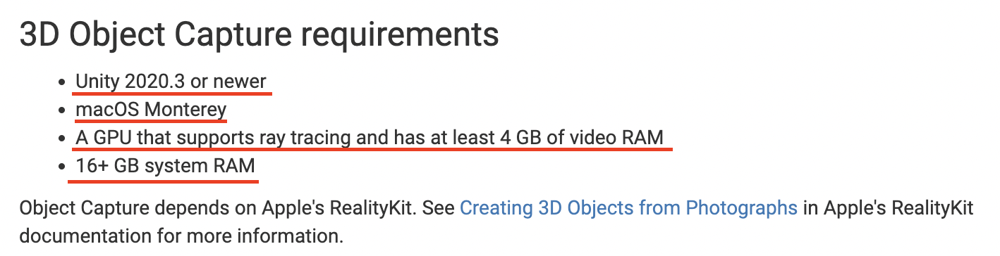 3D Object Capture requirements
• Unity 2020.3 or newer
• macOS Monterey
• A GPU that supports ray tracing and has at least 4 GB of video RAM
• 16+ GB system RAM
Object Capture depends on Apple's RealityKit. See Creating 3D Objects from Photographs in Apple's RealityKit
documentation for more information.